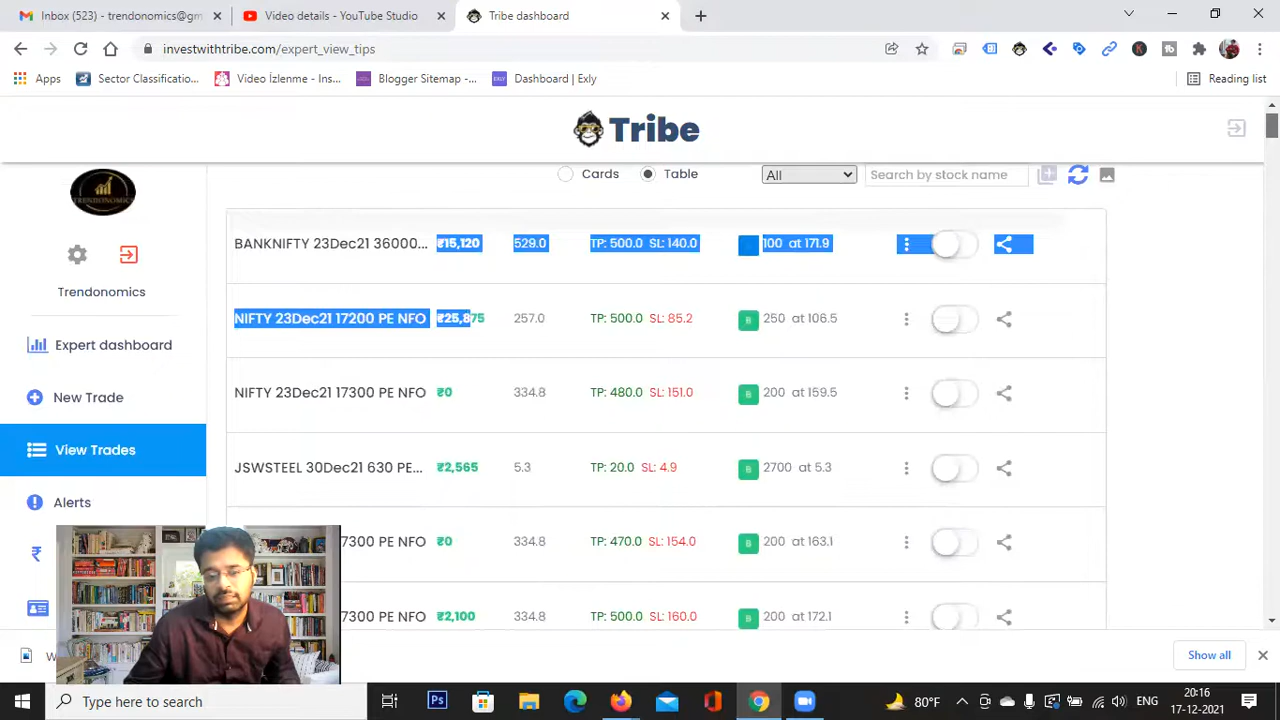 Inbox (523) - trendonomics@gm
Video details - YouTube Studio
Tribe dashboard
investwithtribe.com/expert_view_tips
Apps
Sector Classificatio...
Video İzlenme - Ins...
Blogger Sitemap -...
Dashboard | Exly
Reading list
Tribe
Cards
Table
All
Search by stock name
TRENDONOMICS
BANKNIFTY 23Dec21 36000... ₹15,120 529.0 TP: 500.0 SL: 140.0 100 at 171.9
Trendonomics
NIFTY 23Dec21 17200 PE NFO ₹25,875 257.0 TP: 500.0 SL: 85.2 B 250 at 106.5
Expert dashboard
NIFTY 23Dec21 17300 PE NFO ₹0 334.8 TP: 480.0 SL: 151.0 B 200 at 159.5
New Trade
View Trades
JSWSTEEL 30Dec21 630 PE... ₹2,565 5.3 TP: 20.0 SL: 4.9 B 2700 at 5.3
Alerts
7300 PE NFO ₹0 334.8 TP: 470.0 SL: 154.0 B 200 at 163.1
7300 PE NFO ₹2,100 334.8 TP: 500.0 SL: 160.0 B 200 at 172.1
Show all
Type here to search
Ps
80°F
ENG
20:16
17-12-2021